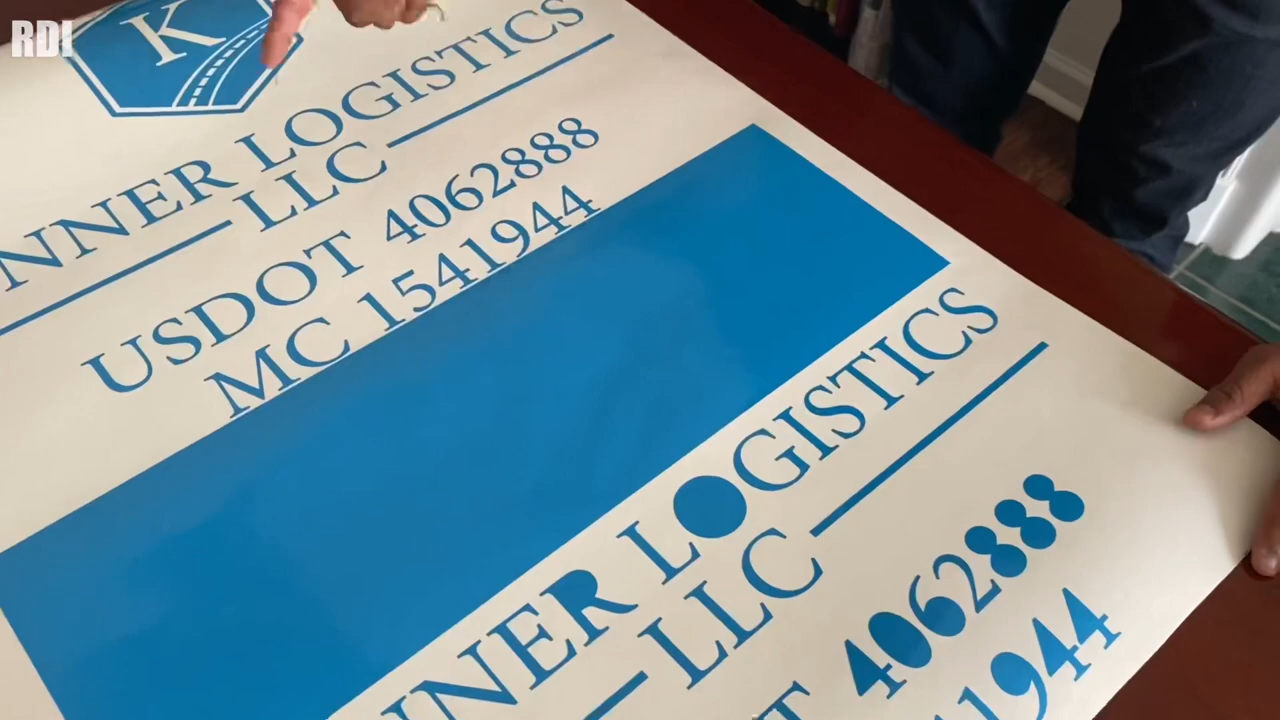 RDI
K
NNER LOGISTICS
LLC
USDOT 4062888
MC 1541944
NNER LOGISTICS
LLC
T 4062888
1944